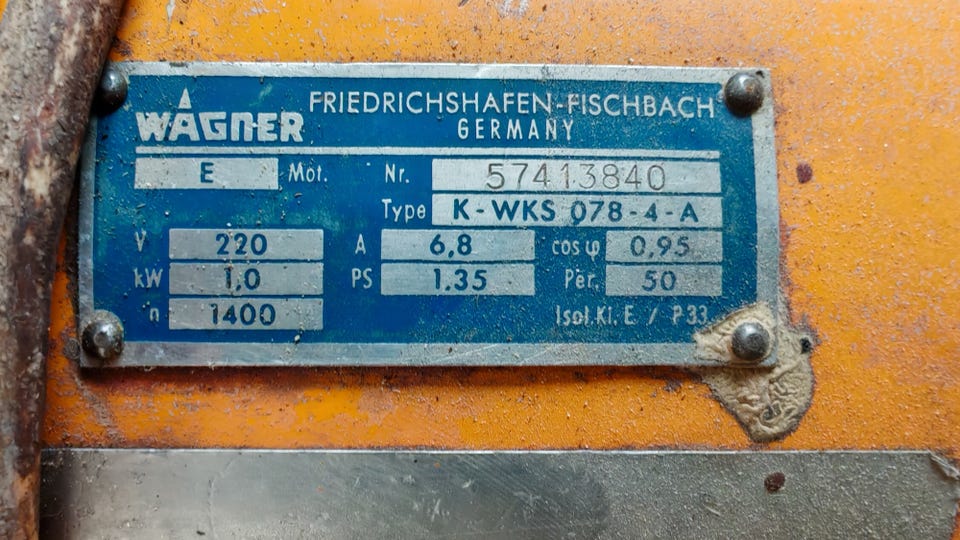 WAGNER FRIEDRICHSHAFEN-FISCHBACH
GERMANY
E Mot. Nr. 57413840
Type K-WKS 078-4-A
V 220 A 6,8 cos φ 0,95
kW 1,0 PS 1.35 Per. 50
n 1400 Isol.Kl. E / P33